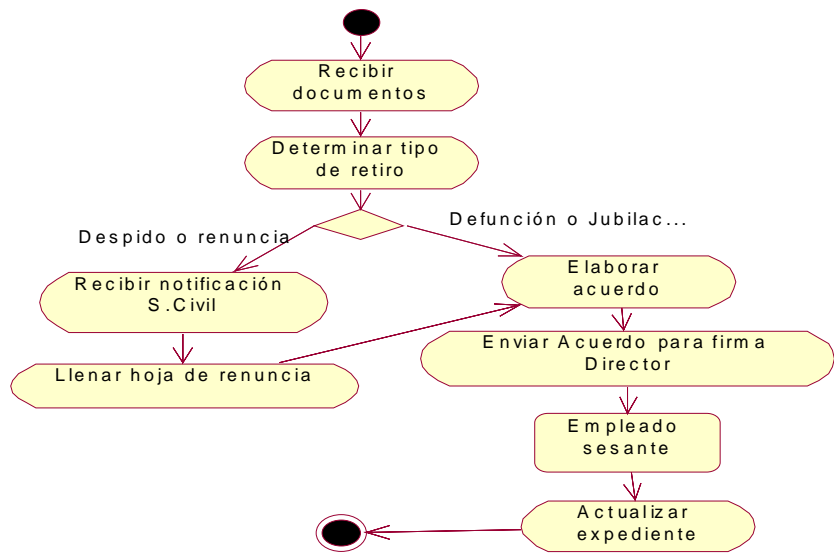 Recibir
documentos
Determinar tipo
de retiro
Despido o renuncia
Defunción o Jubilac...
Recibir notificación
S.Civil
Elaborar
acuerdo
Llenar hoja de renuncia
Enviar Acuerdo para firma
Director
Empleado
sesante
Actualizar
expediente